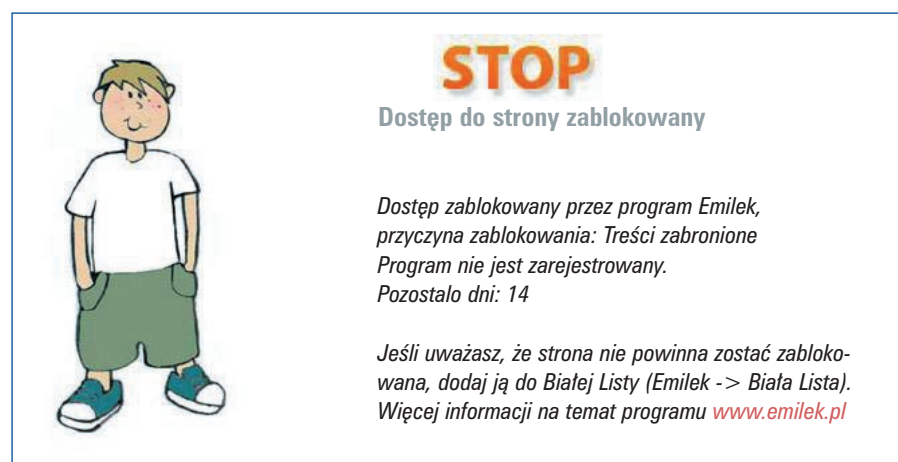 STOP
Dostęp do strony zablokowany
Dostęp zablokowany przez program Emilek,
przyczyna zablokowania: Treści zabronione
Program nie jest zarejestrowany.
Pozostalo dni: 14
Jeśli uważasz, że strona nie powinna zostać zabloko-
wana, dodaj ją do Białej Listy (Emilek -> Biała Lista).
Więcej informacji na temat programu www.emilek.pl